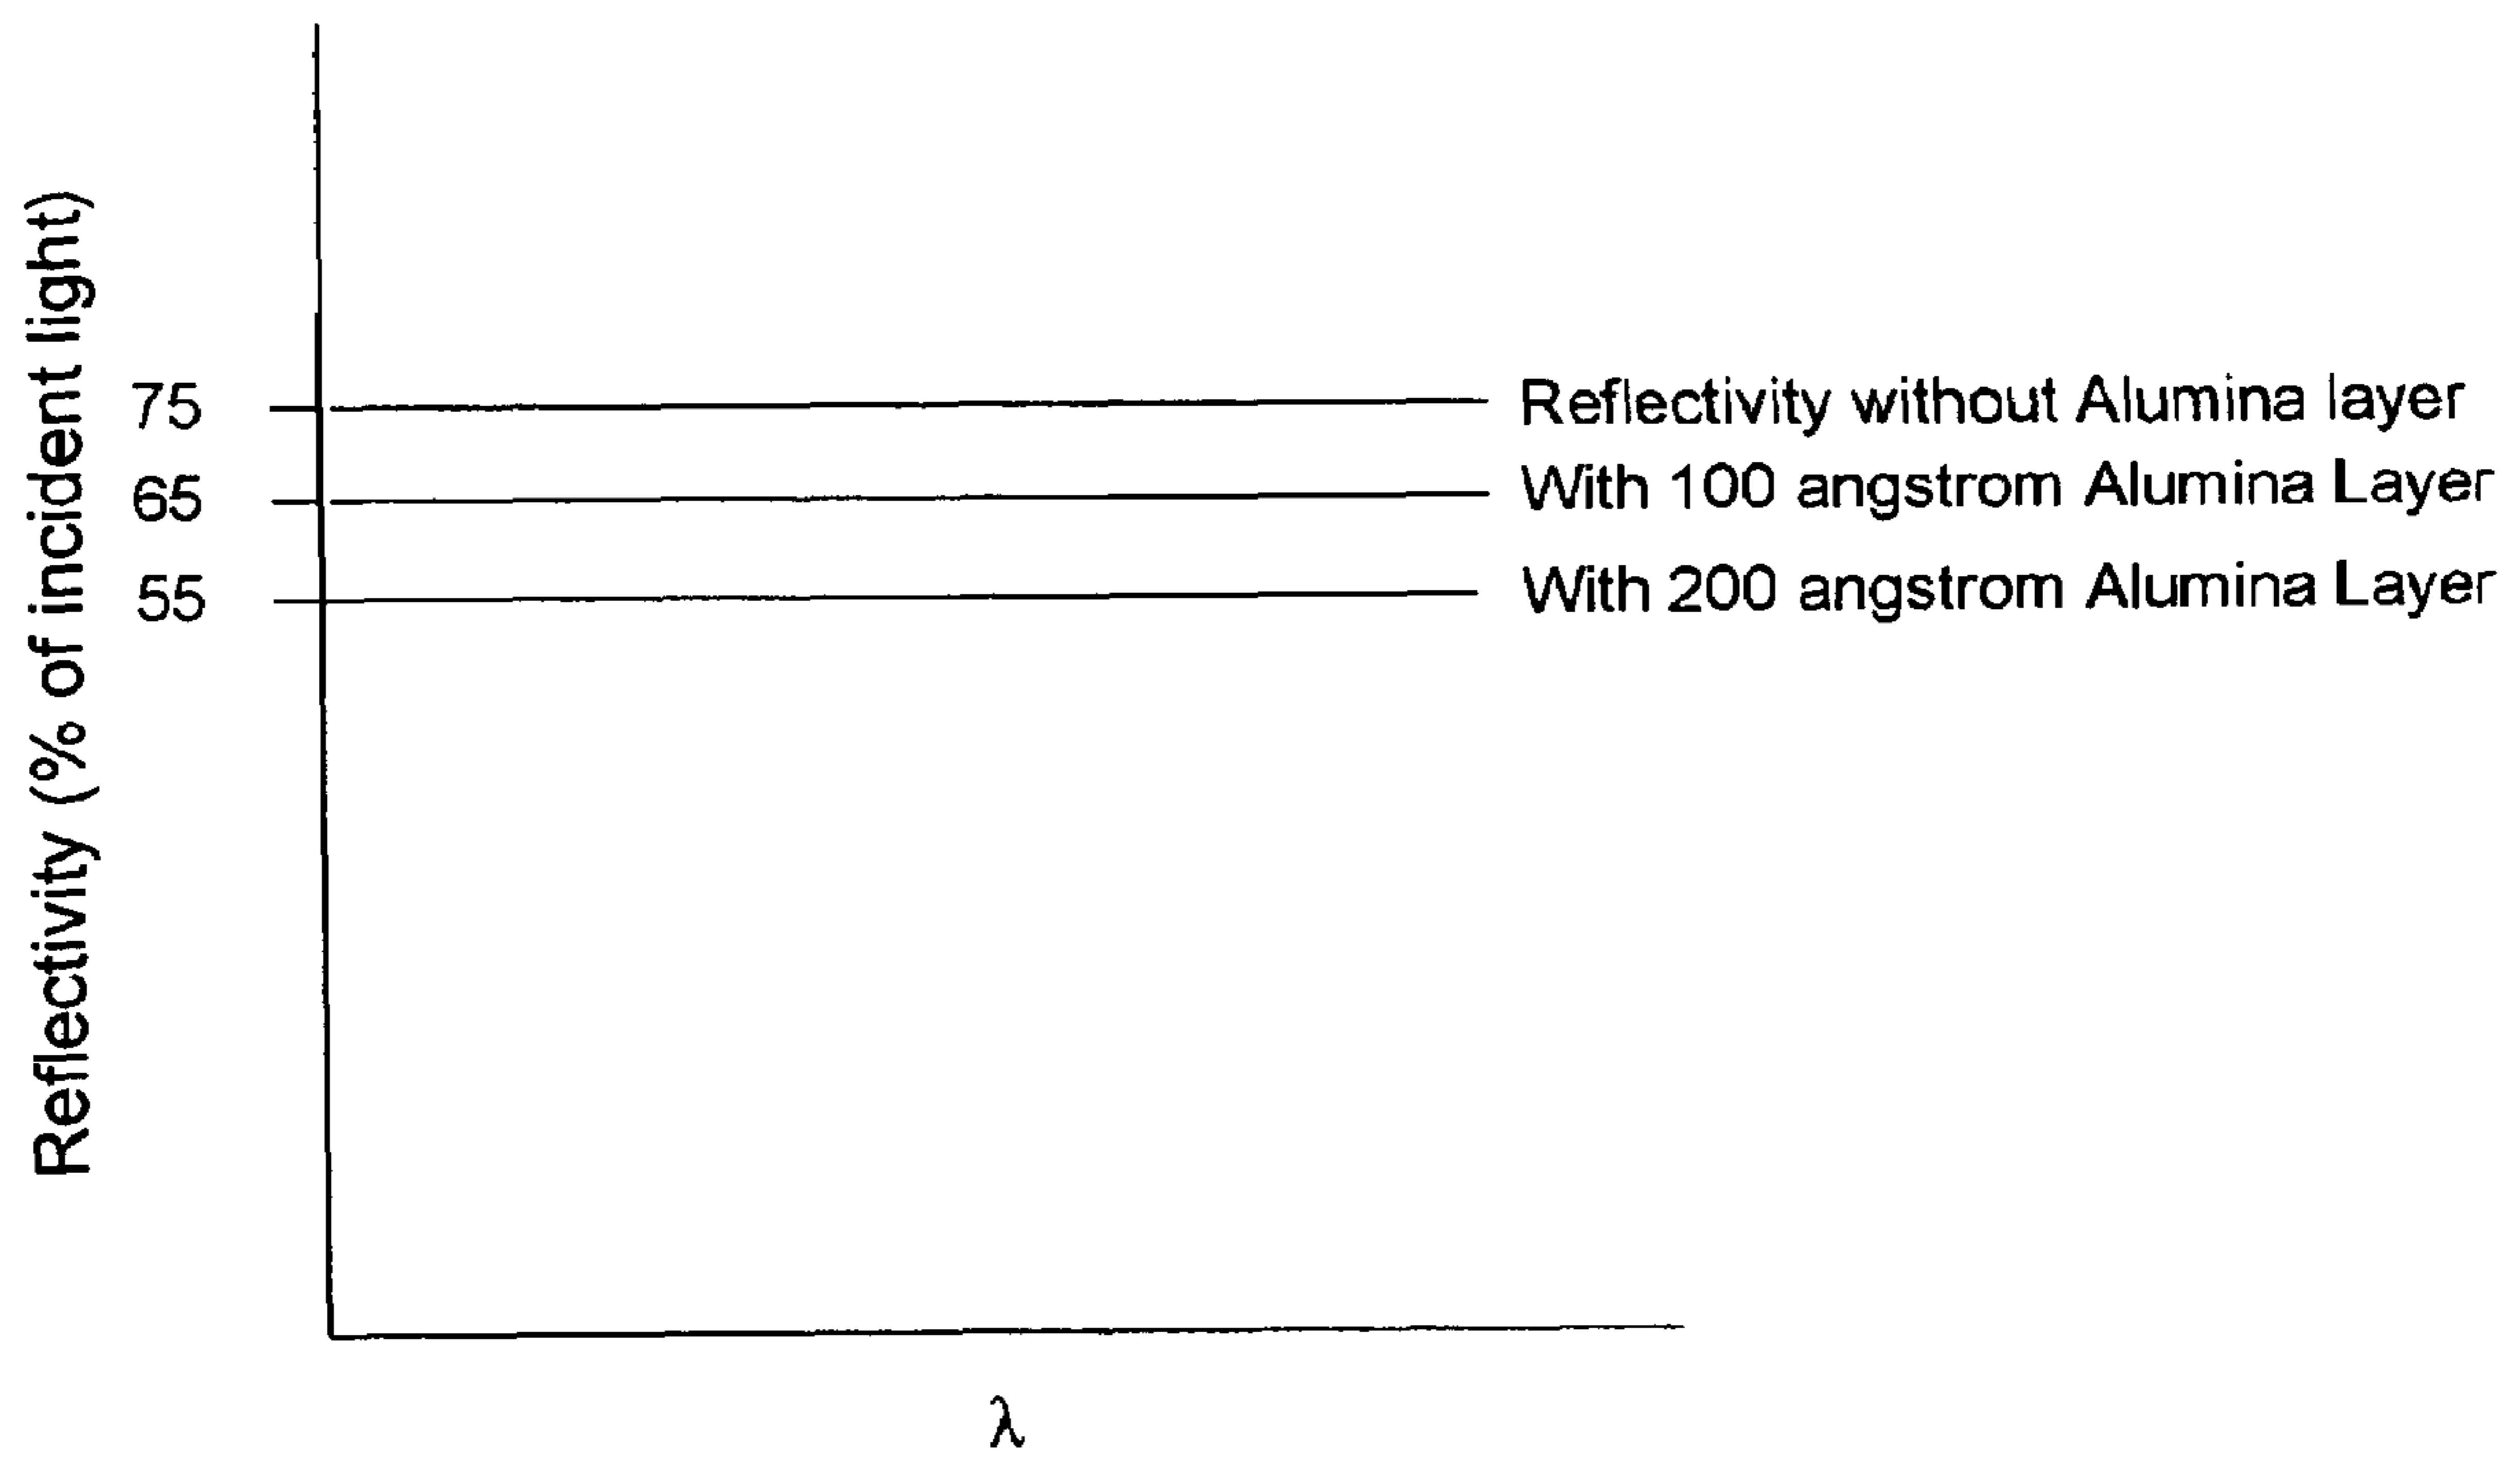 Reflectivity (% of incident light)
75
Reflectivity without Alumina layer
65
With 100 angstrom Alumina Layer
55
With 200 angstrom Alumina Layer
λ